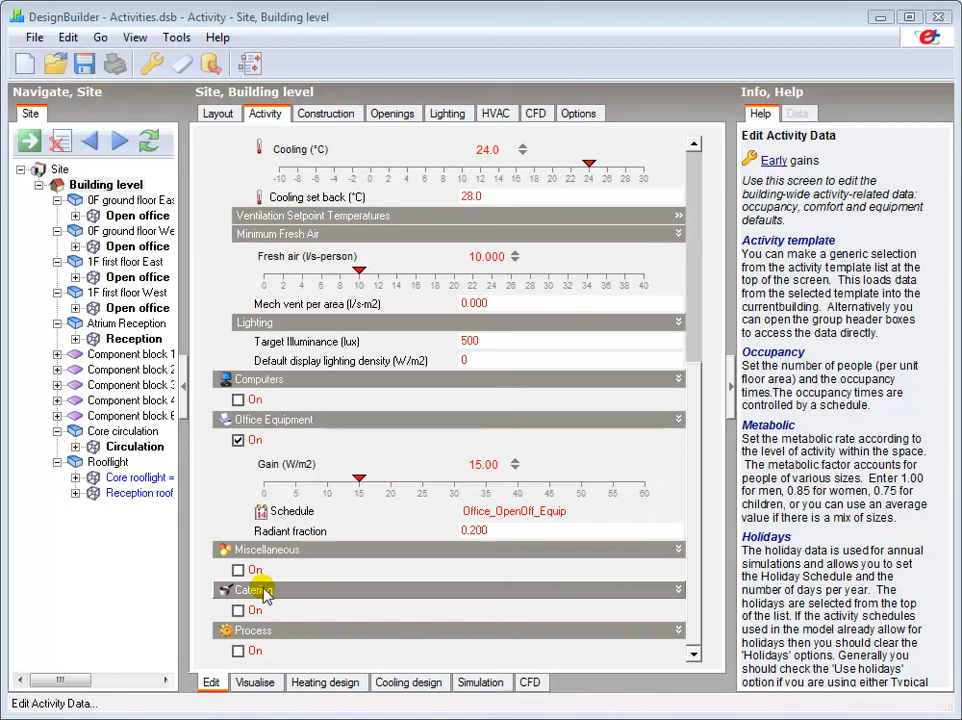 DesignBuilder - Activities.dsb - Activity - Site, Building level
File Edit Go View Tools Help
Navigate, Site
Site
Site
Building level
0F ground floor Eas
Open office
0F ground floor We
Open office
1F first floor East
Open office
1F first floor West
Open office
Atrium Reception
Reception
Component block 1
Component block 2
Component block 3
Component block 4
Component block 6
Core circulation
Circulation
Rooflight
Core rooflight =
Reception roof
Site, Building level
Layout Activity Construction Openings Lighting HVAC CFD Options
Cooling (°C) 24.0
-10 -8 -6 -4 -2 0 2 4 6 8 10 12 14 16 18 20 22 24 26 28 30
Cooling set back (°C) 28.0
Ventilation Setpoint Temperatures
Minimum Fresh Air
Fresh air (l/s-person) 10.000
0 2 4 6 8 10 12 14 16 18 20 22 24 26 28 30 32 34 36 38 40
Mech vent per area (l/s-m2) 0.000
Lighting
Target Illuminance (lux) 500
Default display lighting density (W/m2) 0
Computers
On
Office Equipment
On
Gain (W/m2) 15.00
0 5 10 15 20 25 30 35 40 45 50 55 60
14 Schedule Office_OpenOff_Equip
Radiant fraction 0.200
Miscellaneous
On
Catering
On
Process
On
Edit Visualise Heating design Cooling design Simulation CFD
Info, Help
Help Data
Edit Activity Data
Early gains
Use this screen to edit the
building-wide activity-related data:
occupancy, comfort and equipment
defaults.
Activity template
You can make a generic selection
from the activity template list at the
top of the screen. This loads data
from the selected template into the
currentbuilding. Alternatively you
can open the group header boxes
to access the data directly.
Occupancy
Set the number of people (per unit
floor area) and the occupancy
times.The occupancy times are
controlled by a schedule.
Metabolic
Set the metabolic rate according to
the level of activity within the space.
The metabolic factor accounts for
people of various sizes. Enter 1.00
for men, 0.85 for women, 0.75 for
children, or you can use an average
value if there is a mix of sizes.
Holidays
The holiday data is used for annual
simulations and allows you to set
the Holiday Schedule and the
number of days per year. The
holidays are selected from the top
of the list. If the activity schedules
used in the model already allow for
holidays then you should clear the
'Holidays' options. Generally you
should check the 'Use holidays'
option if you are using either Typical
Edit Activity Data...